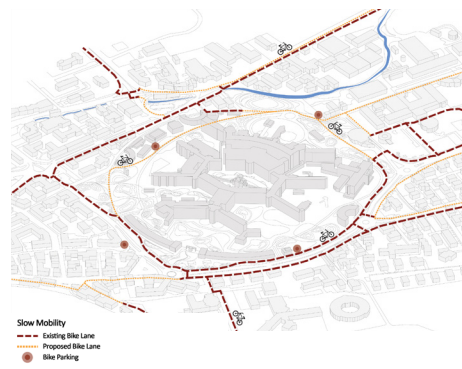 Slow Mobility
Existing Bike Lane
Proposed Bike Lane
Bike Parking